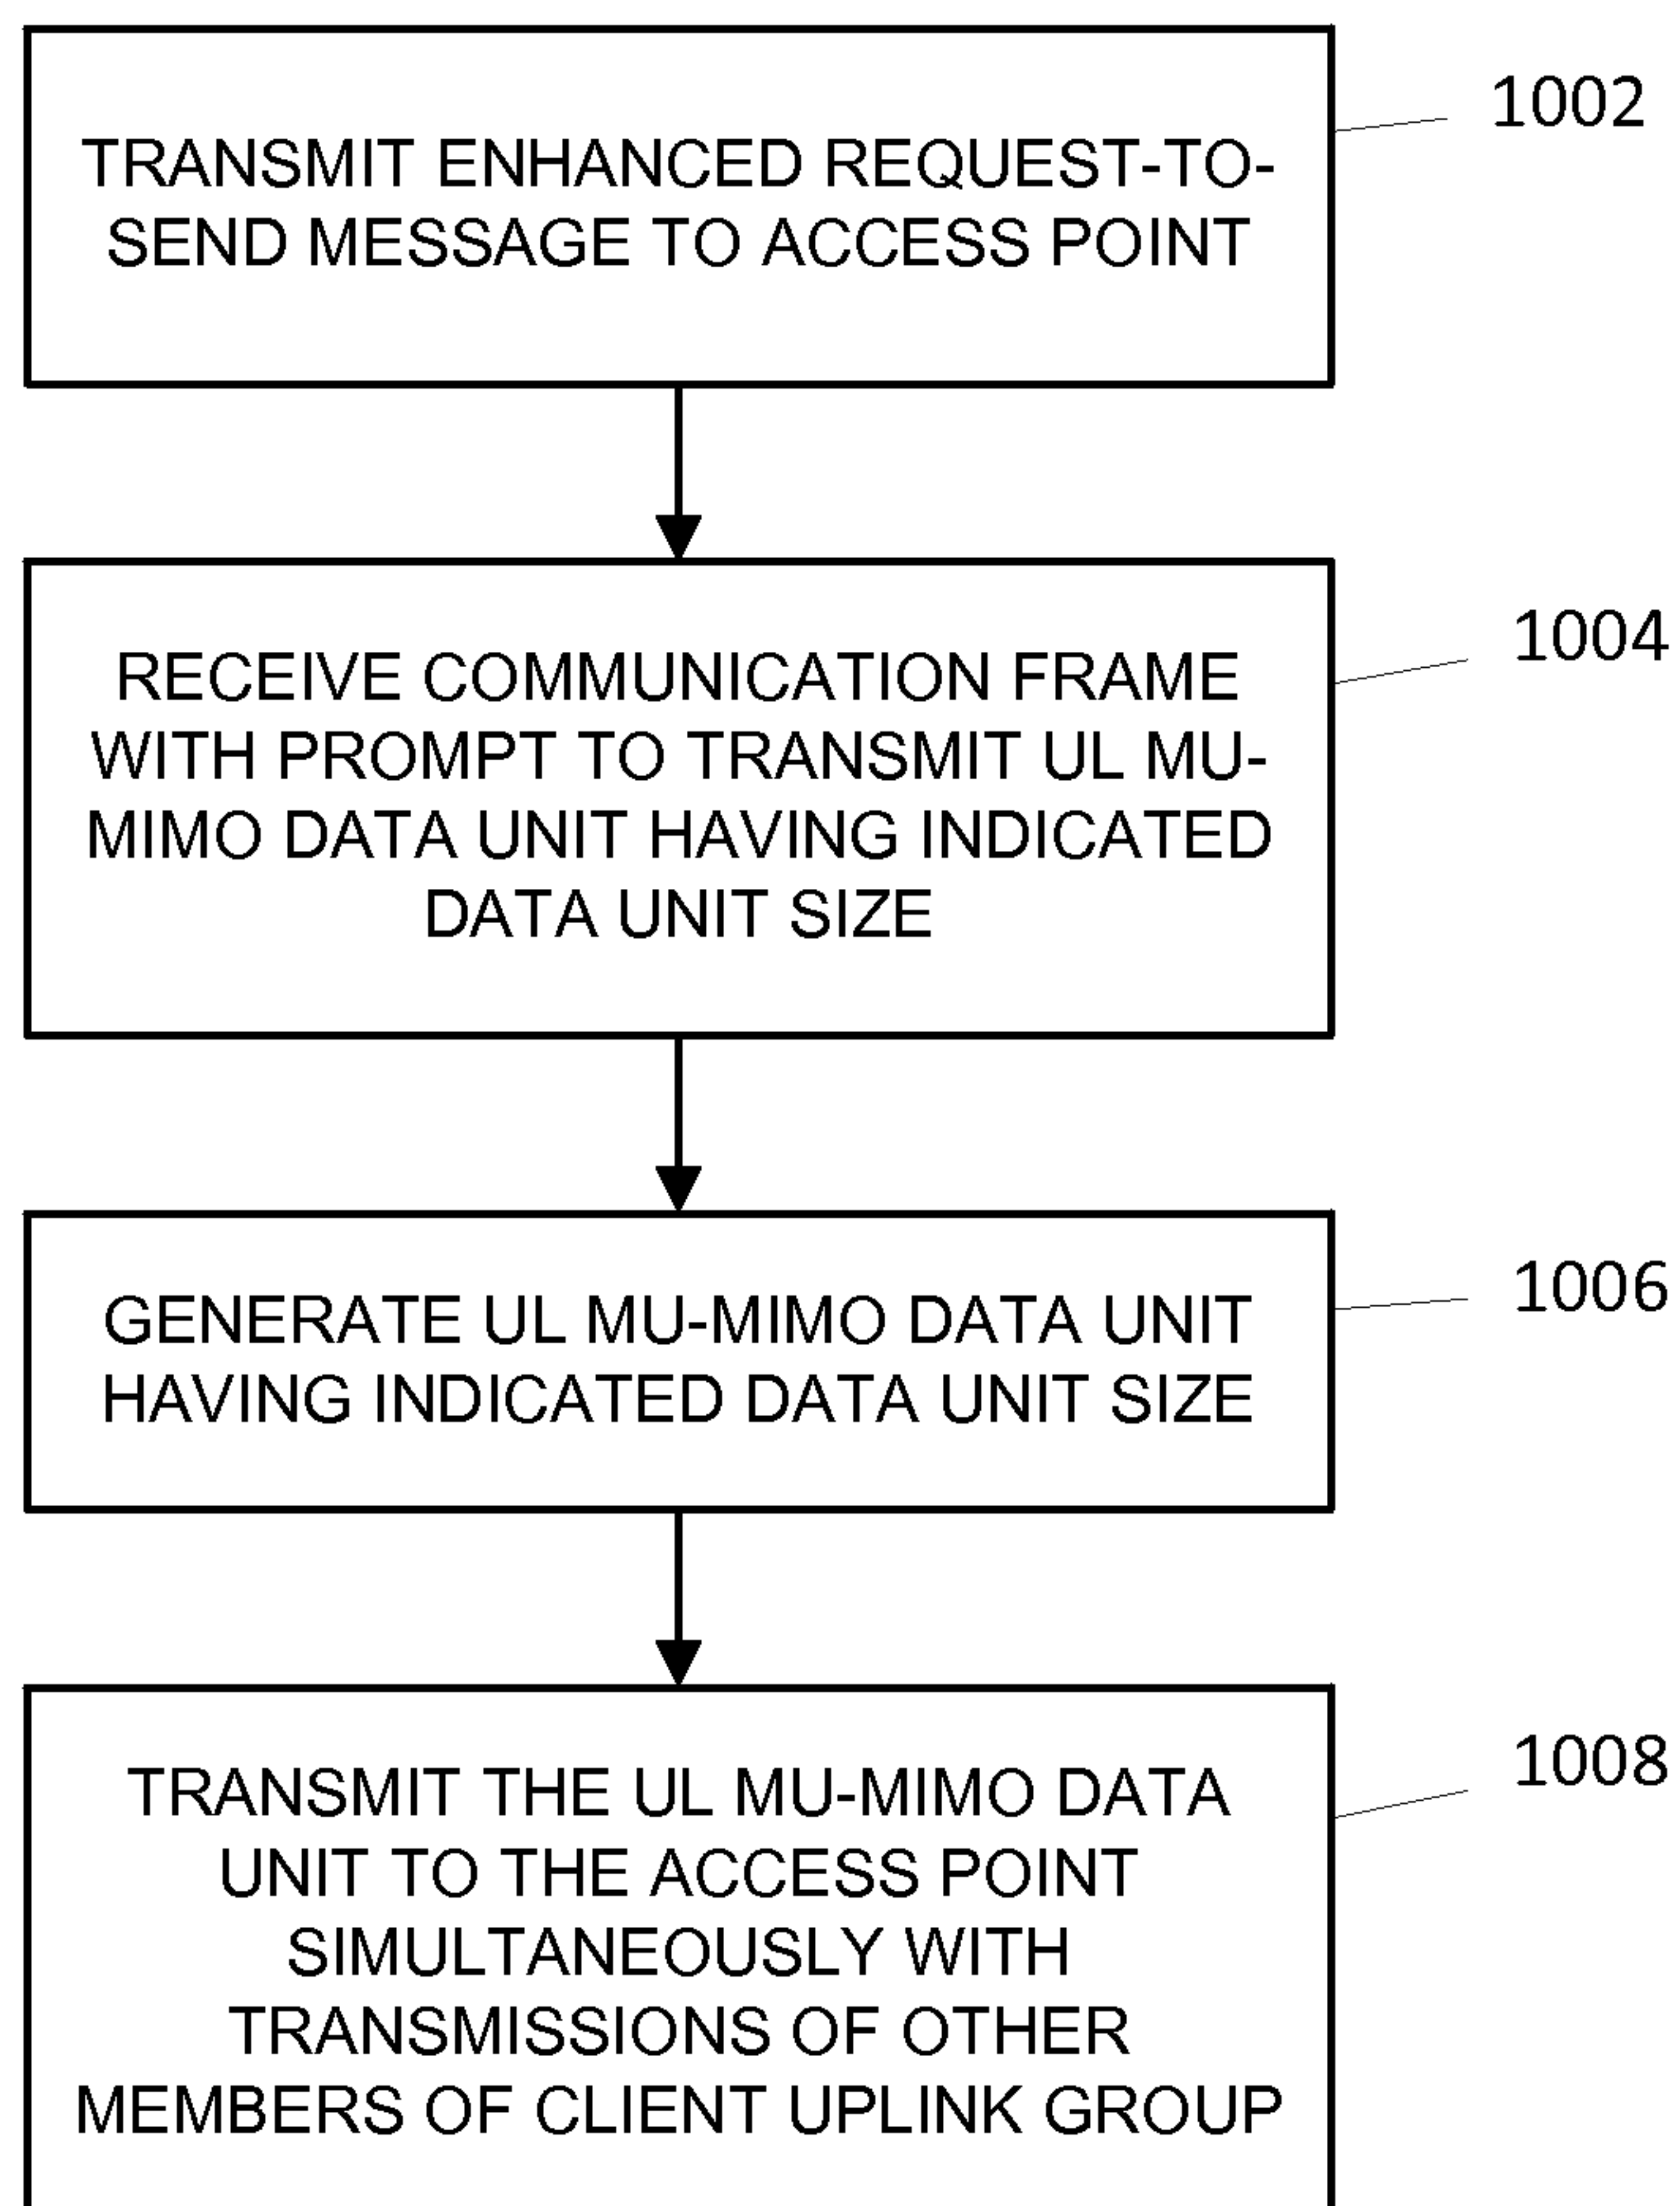 1002
TRANSMIT ENHANCED REQUEST-TO-
SEND MESSAGE TO ACCESS POINT
1004
RECEIVE COMMUNICATION FRAME
WITH PROMPT TO TRANSMIT UL MU-
MIMO DATA UNIT HAVING INDICATED
DATA UNIT SIZE
1006
GENERATE UL MU-MIMO DATA UNIT
HAVING INDICATED DATA UNIT SIZE
1008
TRANSMIT THE UL MU-MIMO DATA
UNIT TO THE ACCESS POINT
SIMULTANEOUSLY WITH
TRANSMISSIONS OF OTHER
MEMBERS OF CLIENT UPLINK GROUP